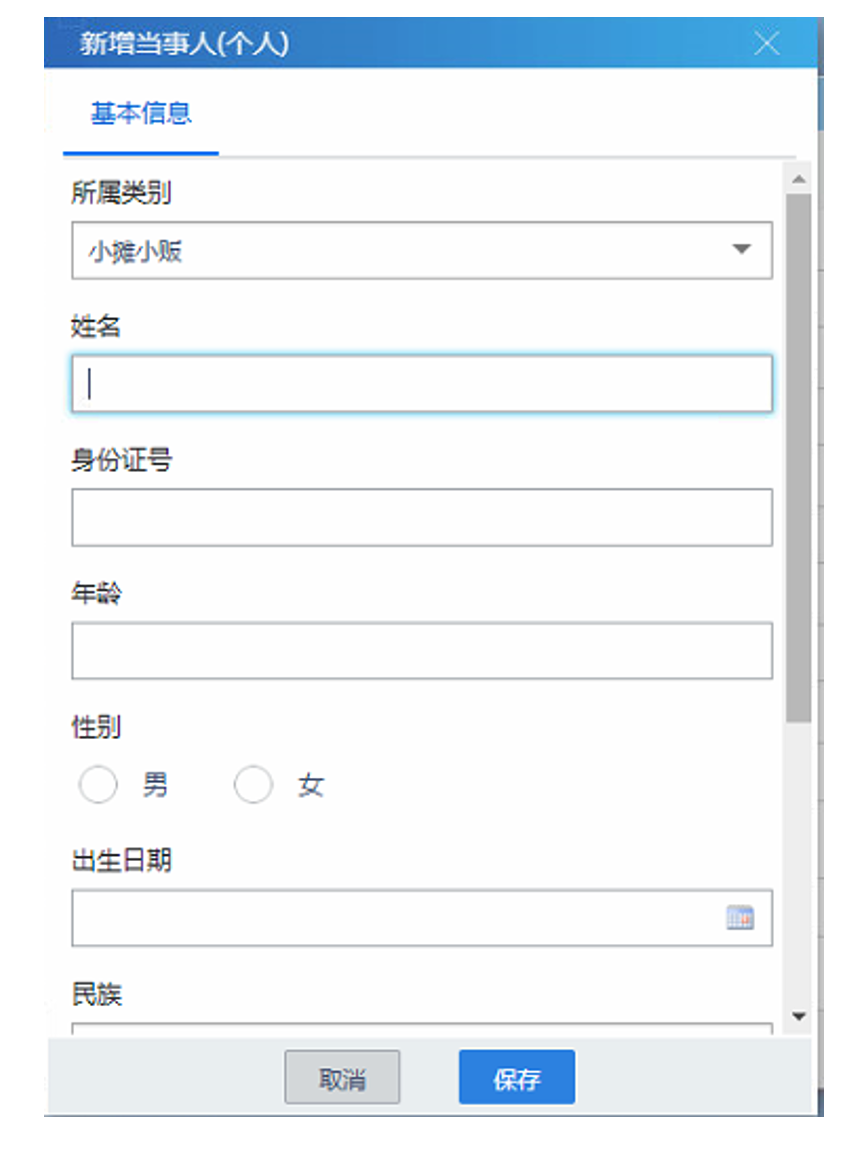 新增当事人(个人)
基本信息
所属类别
小摊小贩
姓名
身份证号
年龄
性别
男 女
出生日期
民族
取消 保存